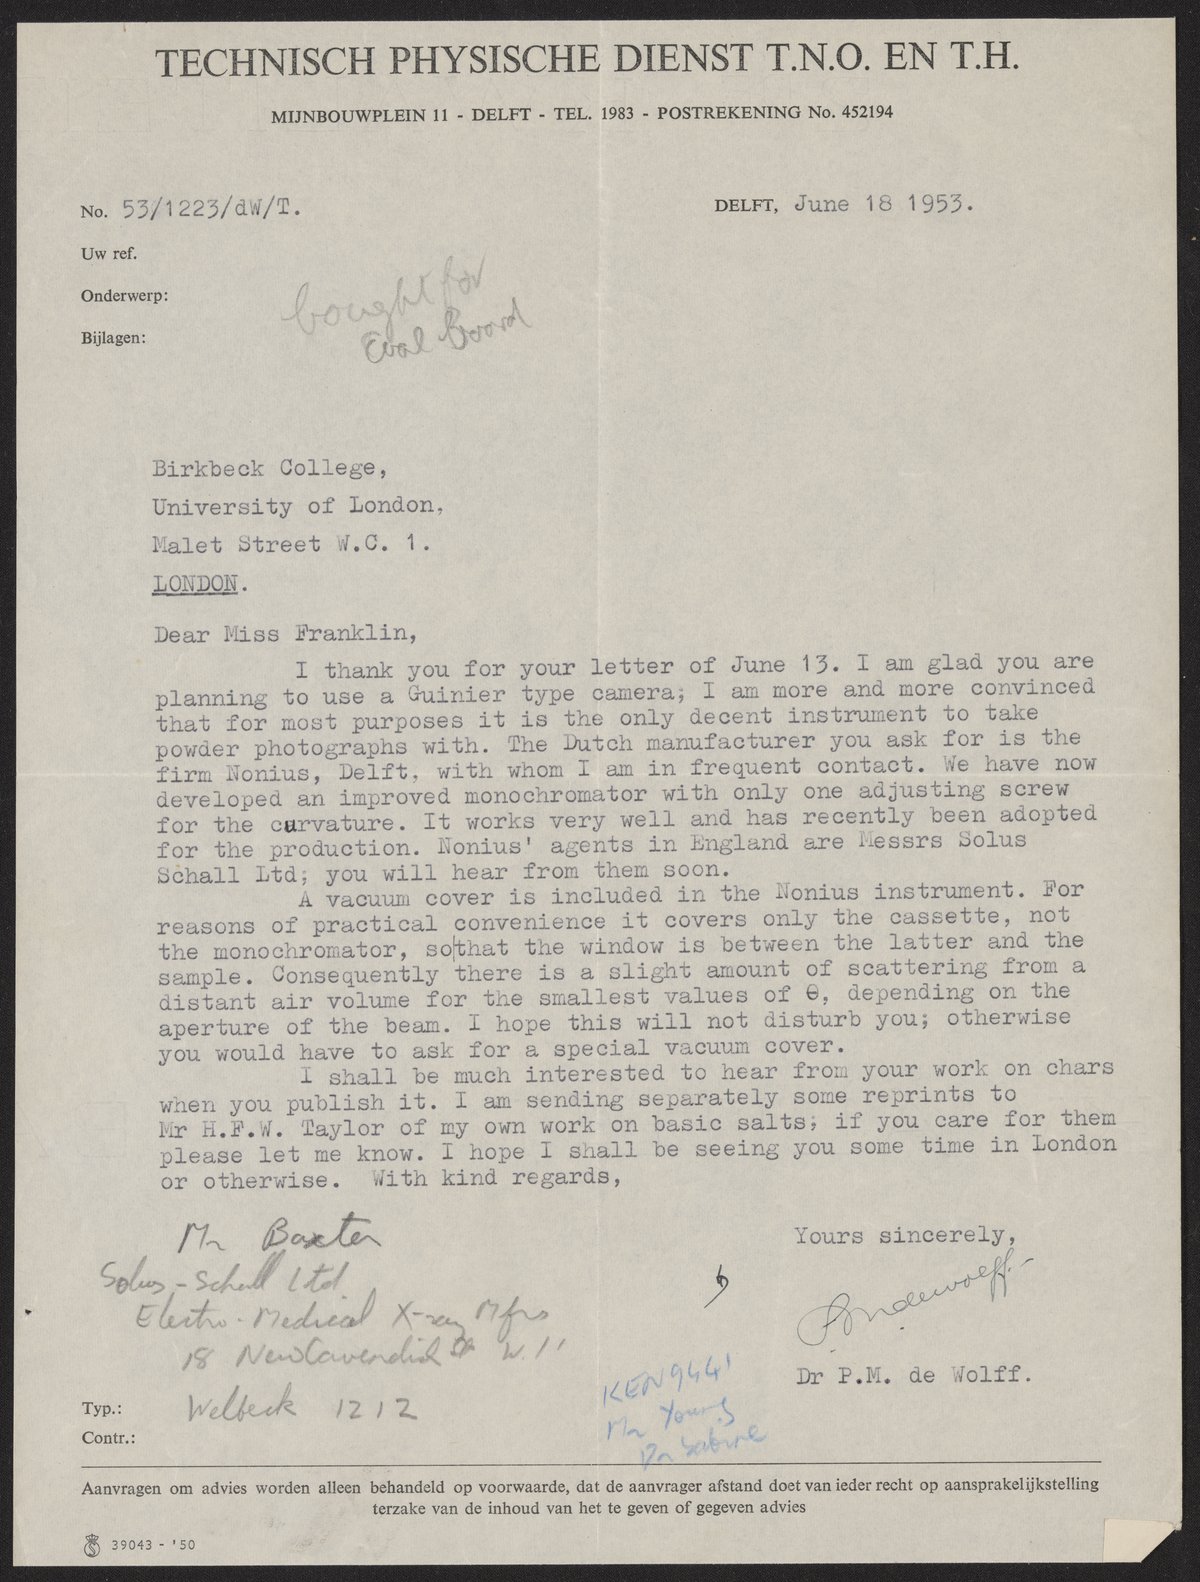 TECHNISCH PHYSISCHE DIENST T.N.O. EN T.H.
MIJNBOUWPLEIN 11 - DELFT - TEL. 1983 - POSTREKENING No. 452194
No. 53/1223/dW/T.
DELFT, June 18 1953.
Uw ref.
Onderwerp:
Bijlagen:
bought for
Coal Board
Birkbeck College,
University of London,
Malet Street W.C. 1.
LONDON.
Dear Miss Franklin,
I thank you for your letter of June 13. I am glad you are
planning to use a Guinier type camera; I am more and more convinced
that for most purposes it is the only decent instrument to take
powder photographs with. The Dutch manufacturer you ask for is the
firm Nonius, Delft, with whom I am in frequent contact. We have now
developed an improved monochromator with only one adjusting screw
for the curvature. It works very well and has recently been adopted
for the production. Nonius' agents in England are Messrs Solus
Schall Ltd; you will hear from them soon.
A vacuum cover is included in the Nonius instrument. For
reasons of practical convenience it covers only the cassette, not
the monochromator, so|that the window is between the latter and the
sample. Consequently there is a slight amount of scattering from a
distant air volume for the smallest values of θ, depending on the
aperture of the beam. I hope this will not disturb you; otherwise
you would have to ask for a special vacuum cover.
I shall be much interested to hear from your work on chars
when you publish it. I am sending separately some reprints to
Mr H.F.W. Taylor of my own work on basic salts; if you care for them
please let me know. I hope I shall be seeing you some time in London
or otherwise. With kind regards,
Yours sincerely,
Pmdewolff.
Dr P.M. de Wolff.
Mr Baxter
Solus-Schall Ltd
Electro-Medical X-ray Mfrs
18 New Cavendish St W.1
Welbeck 1212
KEN 9441
Mr Young
Dr Sabine
Typ.:
Contr.:
Aanvragen om advies worden alleen behandeld op voorwaarde, dat de aanvrager afstand doet van ieder recht op aansprakelijkstelling
terzake van de inhoud van het te geven of gegeven advies
39043 - '50